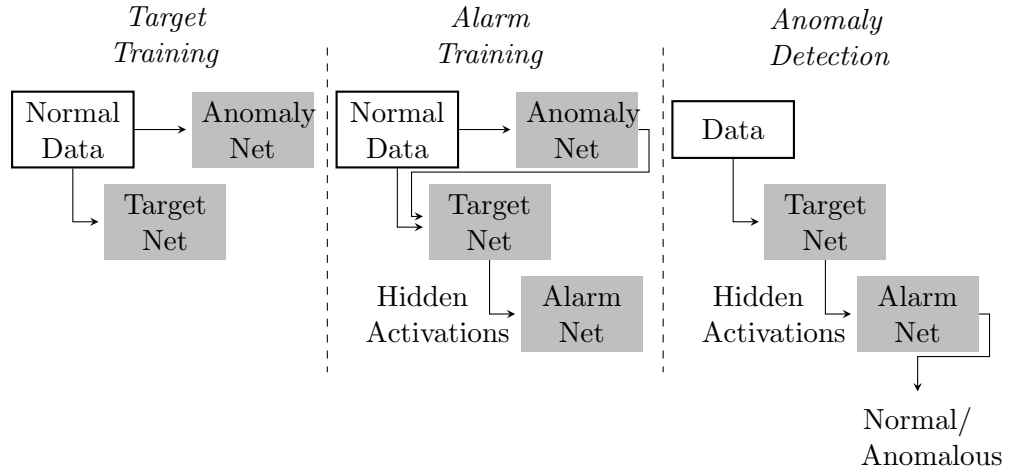 Target
Training
Normal
Data
Anomaly
Net
Target
Net
Alarm
Training
Normal
Data
Anomaly
Net
Target
Net
Hidden
Activations
Alarm
Net
Anomaly
Detection
Data
Target
Net
Hidden
Activations
Alarm
Net
Normal/
Anomalous